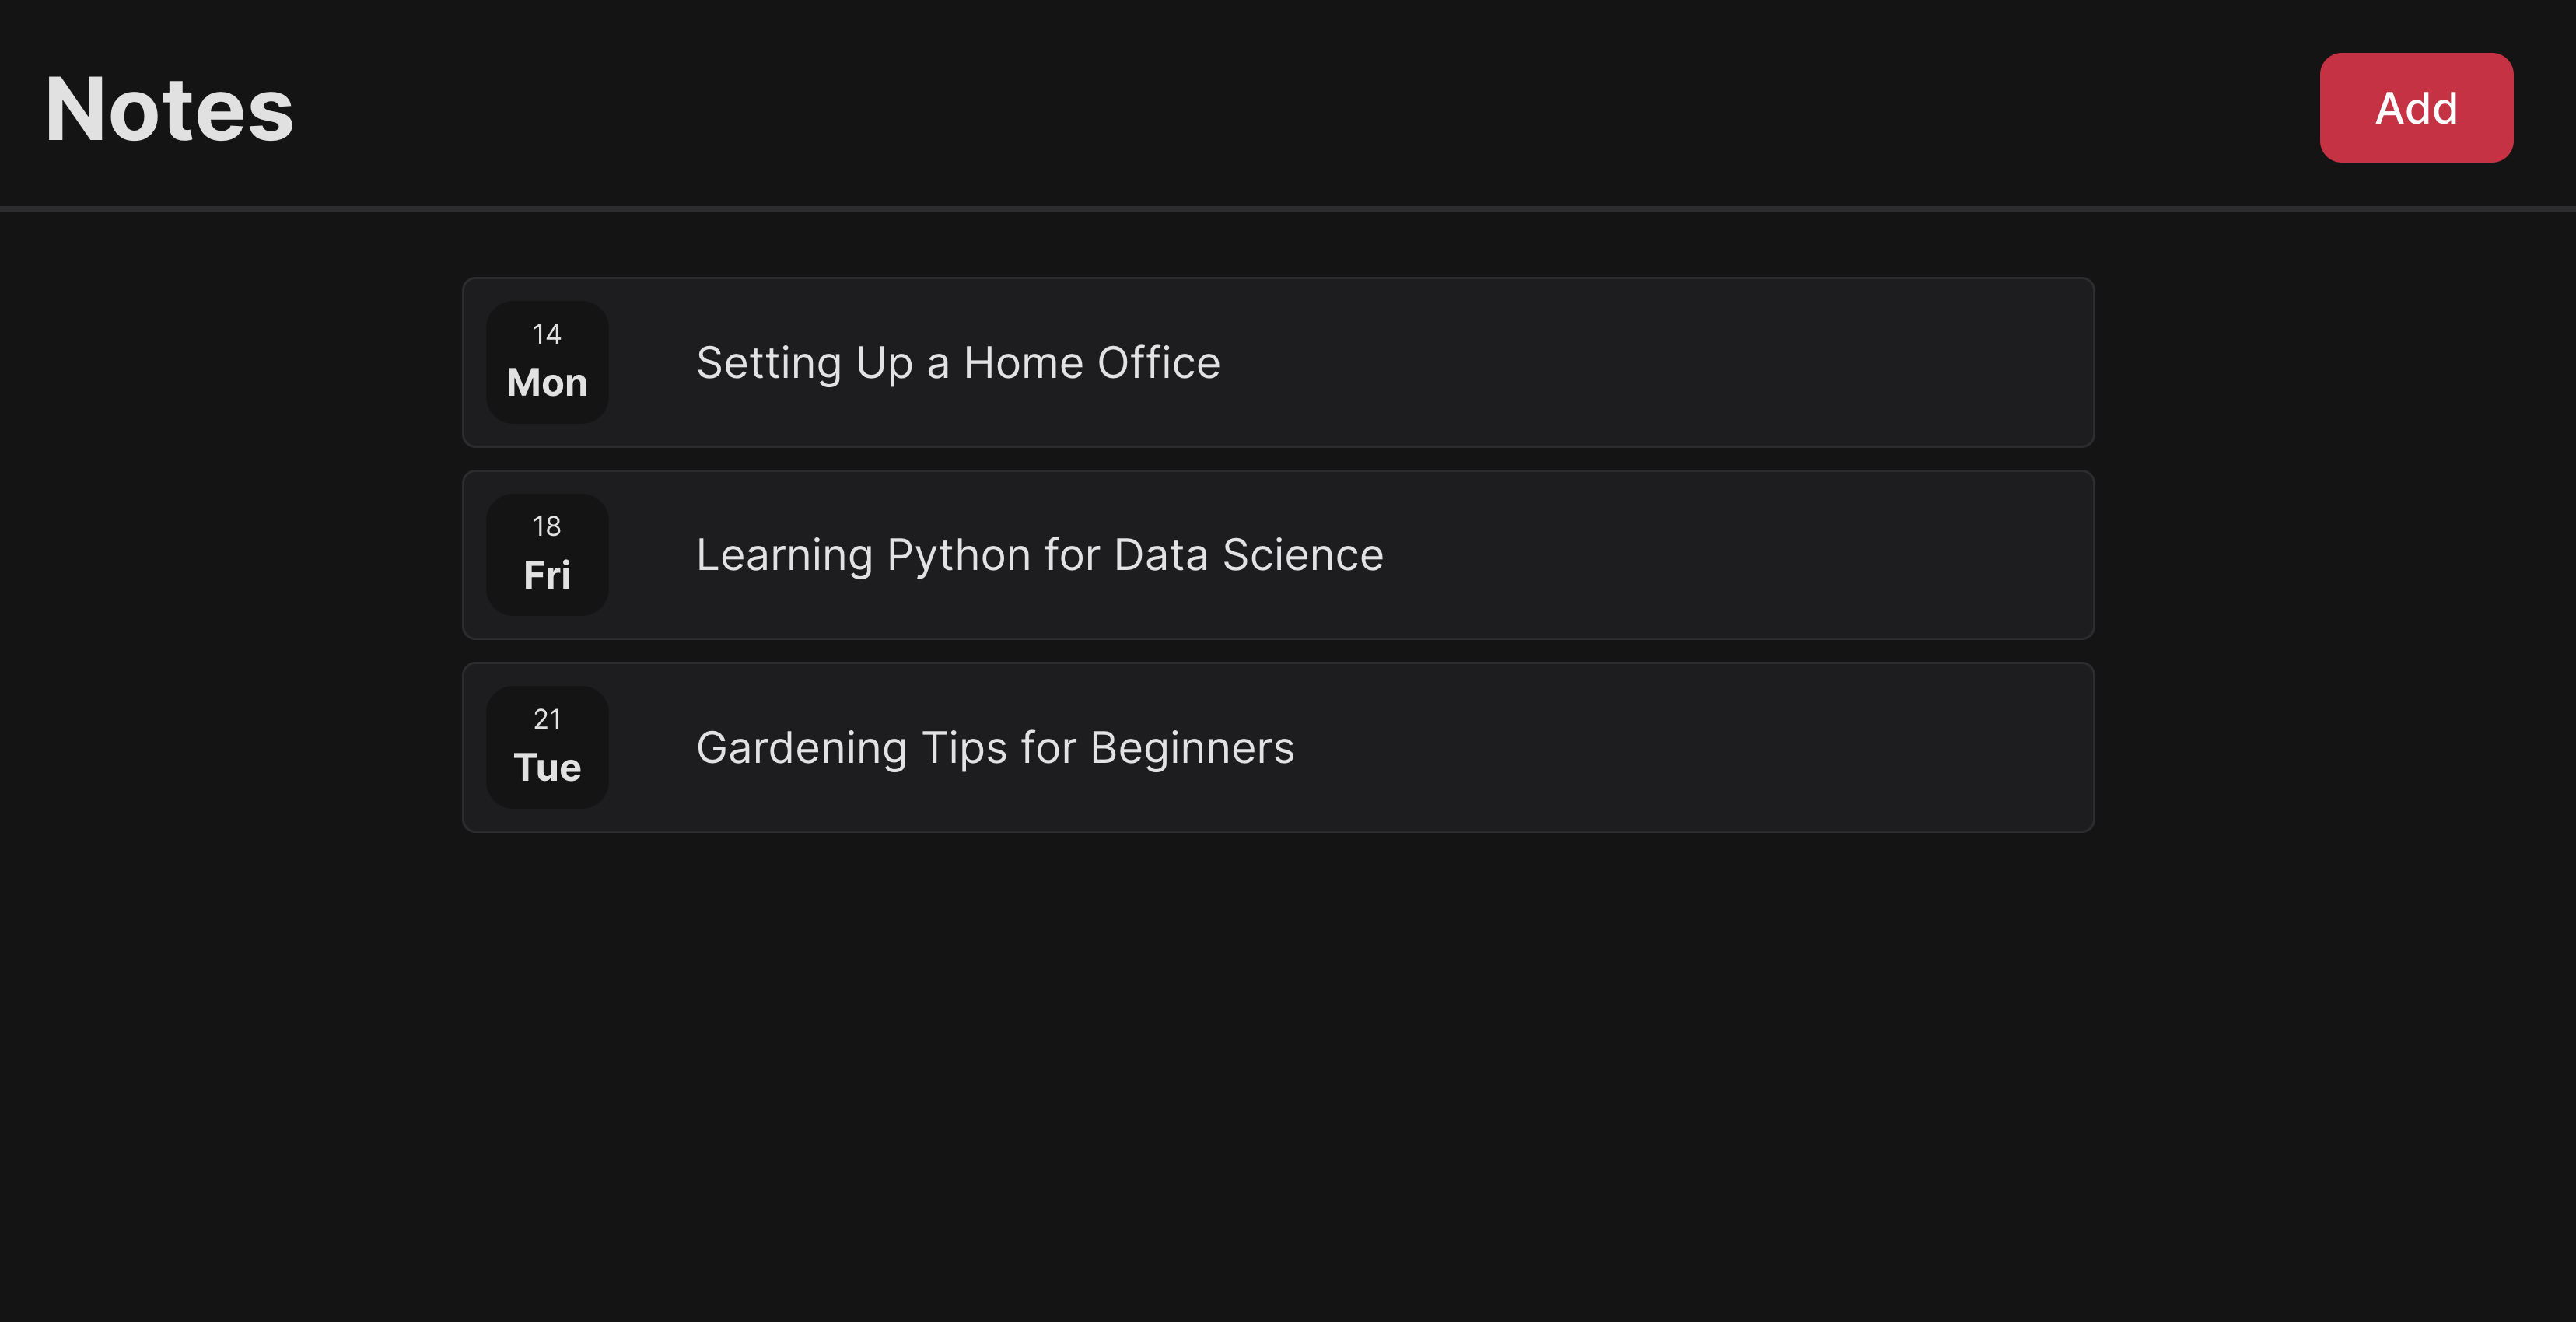 Notes
Add
14
Mon
Setting Up a Home Office
18
Fri
Learning Python for Data Science
21
Tue
Gardening Tips for Beginners